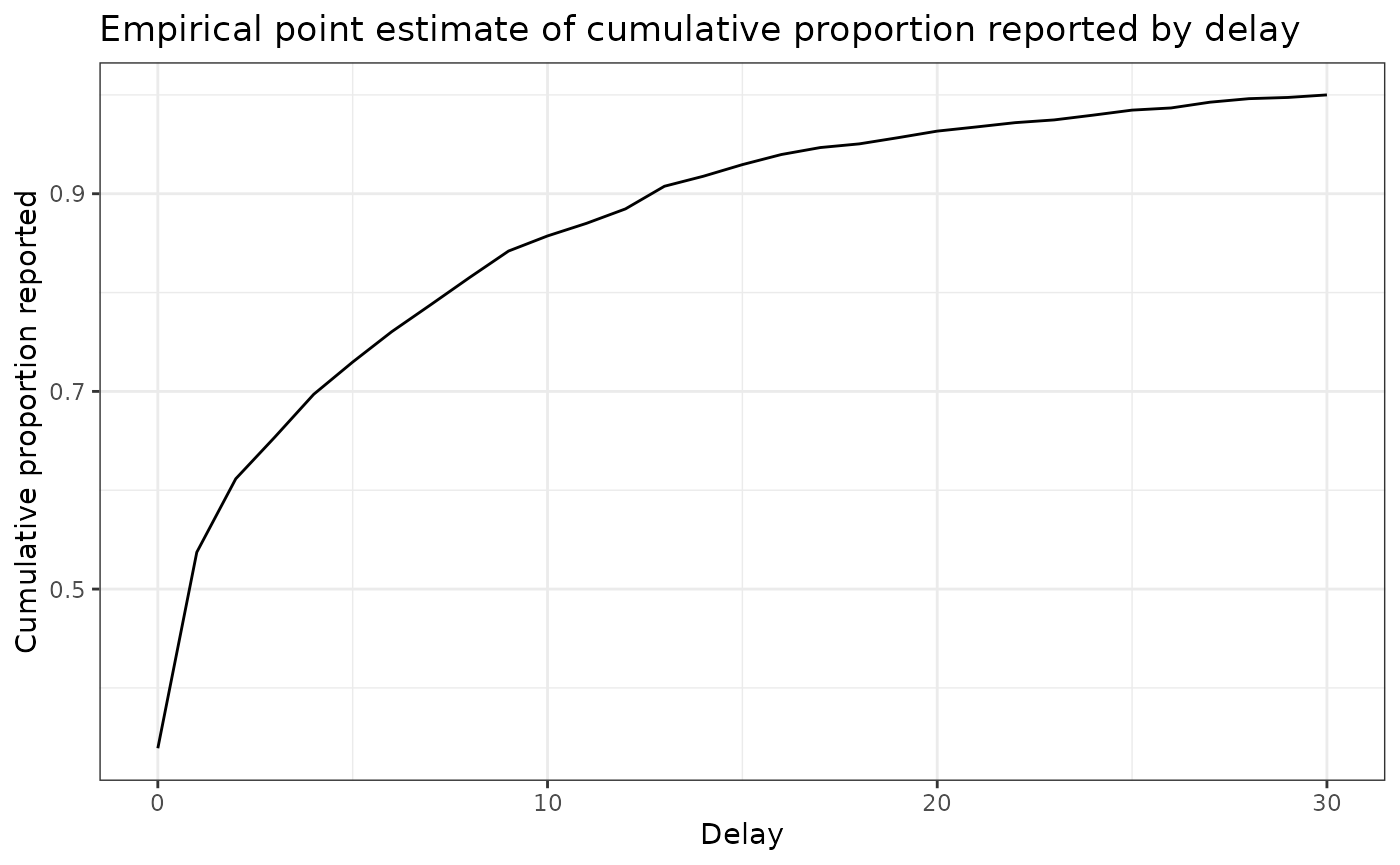 Empirical point estimate of cumulative proportion reported by delay
Cumulative proportion reported
0.9
0.7
0.5
0 10 20 30
Delay